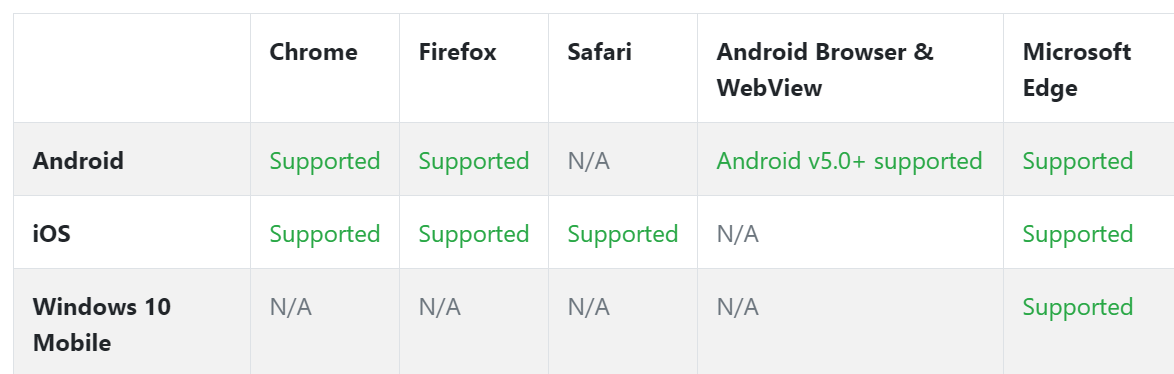 Chrome Firefox Safari Android Browser & Microsoft
WebView Edge
Android Supported Supported N/A Android v5.0+ supported Supported
iOS Supported Supported Supported N/A Supported
Windows 10 N/A N/A N/A N/A Supported
Mobile